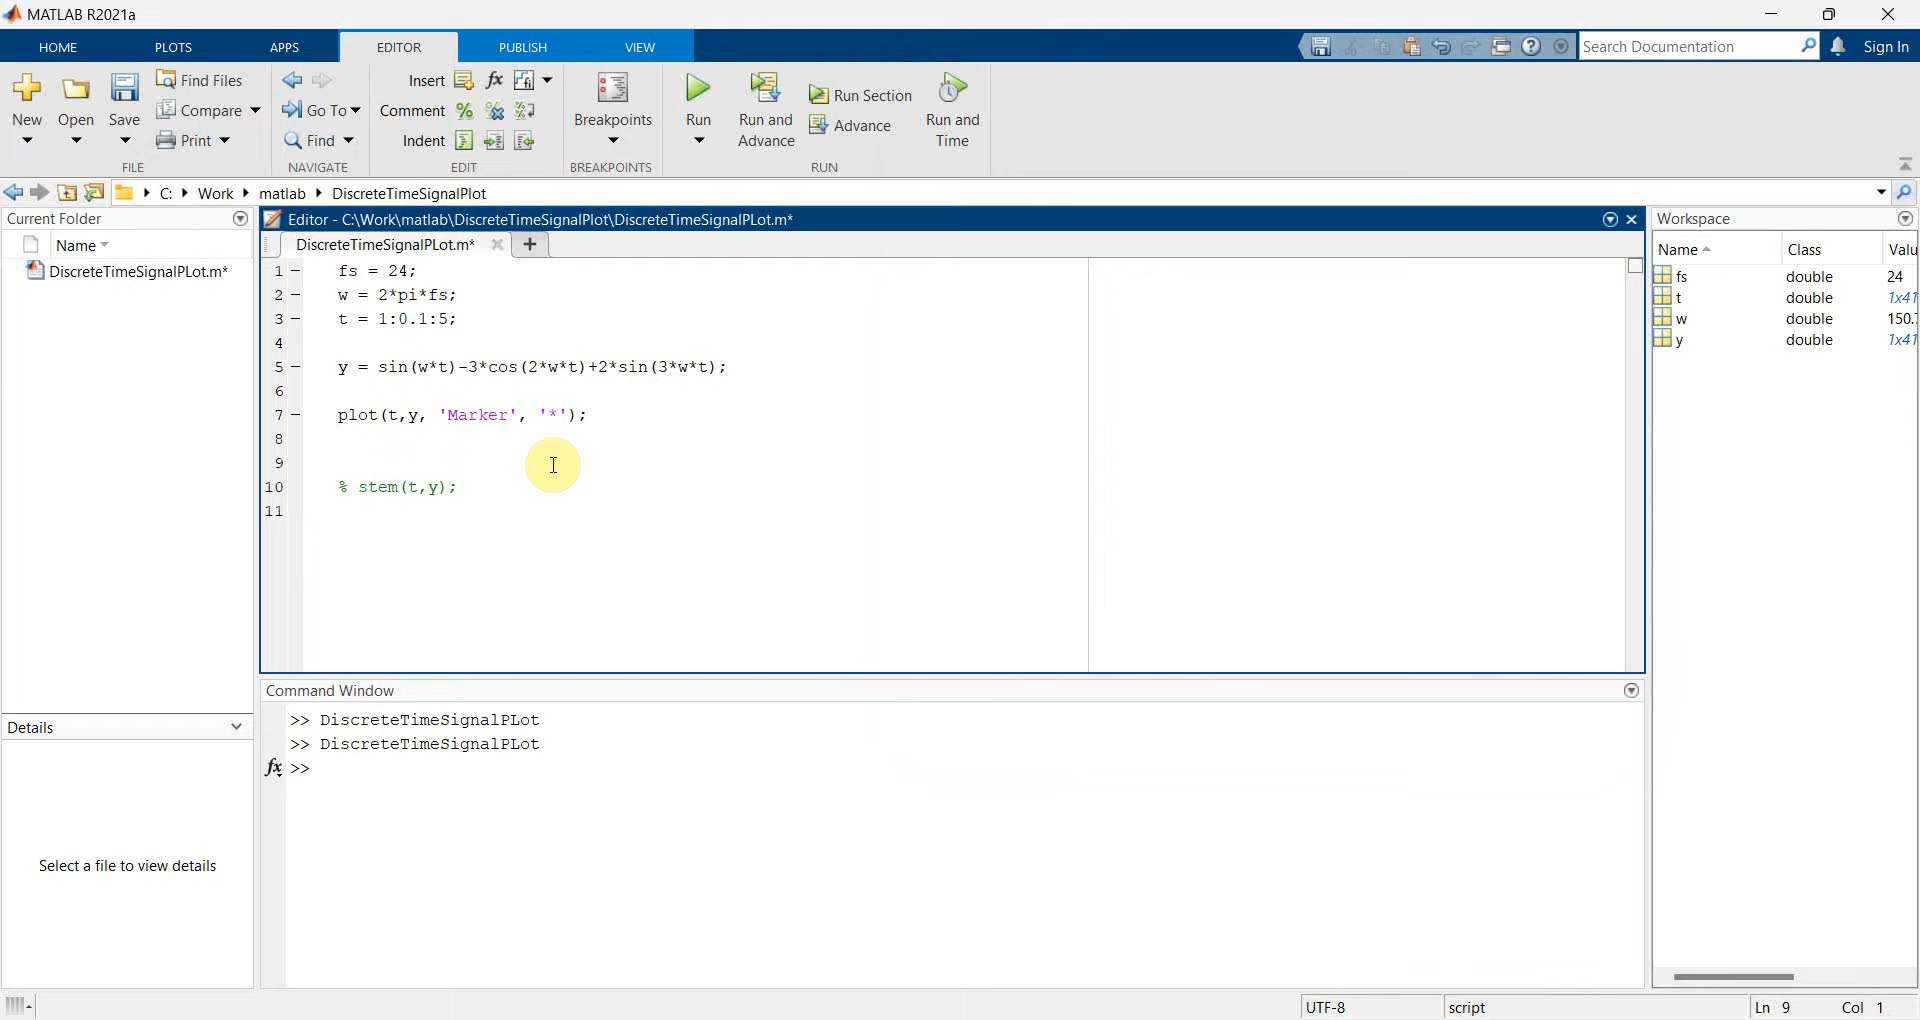 MATLAB R2021a
HOME PLOTS APPS EDITOR PUBLISH VIEW Search Documentation Sign In
New Open Save Find Files Compare Print
FILE
Go To Find
NAVIGATE
Insert fx
Comment
Indent
EDIT
Breakpoints
BREAKPOINTS
Run Run and Advance Run Section Advance Run and Time
RUN
C: Work matlab DiscreteTimeSignalPlot
Current Folder
Name
DiscreteTimeSignalPLot.m*
Details
Select a file to view details
Editor - C:\Work\matlab\DiscreteTimeSignalPlot\DiscreteTimeSignalPLot.m*
DiscreteTimeSignalPLot.m*
1 - fs = 24;
2 - w = 2*pi*fs;
3 - t = 1:0.1:5;
4
5 - y = sin(w*t)-3*cos(2*w*t)+2*sin(3*w*t);
6
7 - plot(t,y, 'Marker', '*');
8
9
10 % stem(t,y);
11
Command Window
>> DiscreteTimeSignalPLot
>> DiscreteTimeSignalPLot
fx >>
Workspace
Name Class Valu
fs double 24
t double 1x41
w double 150.
y double 1x41
UTF-8 script Ln 9 Col 1